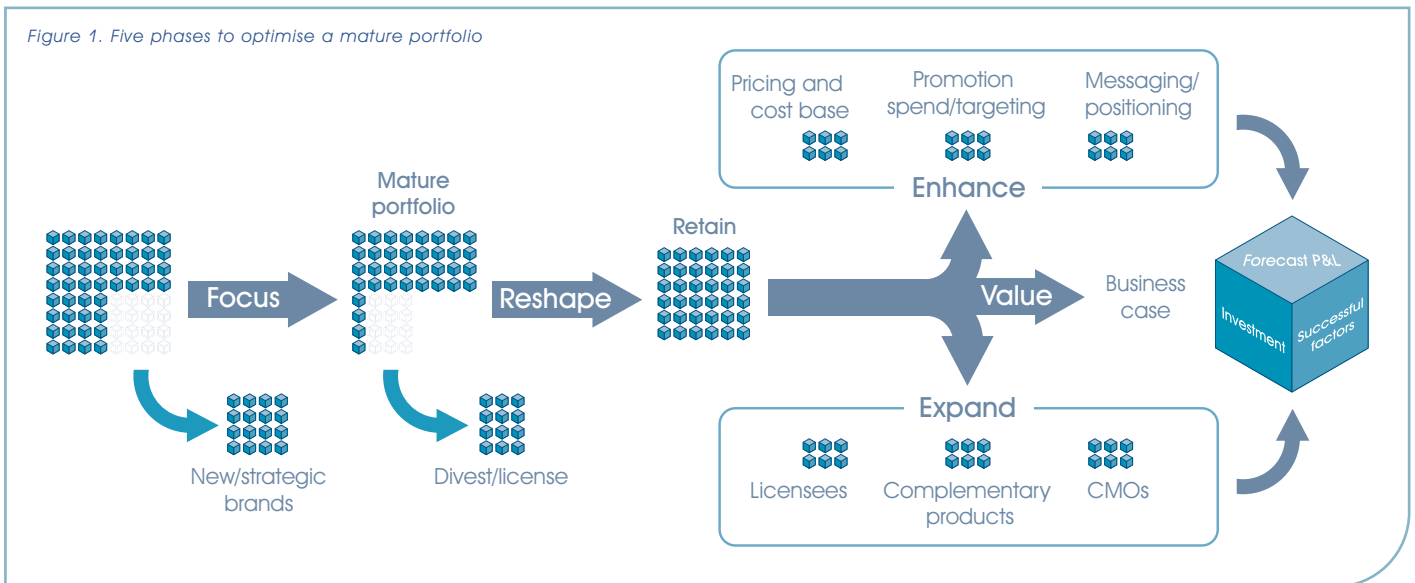 Figure 1. Five phases to optimise a mature portfolio
Focus
New/strategic
brands
Mature
portfolio
Reshape
Divest/license
Retain
Pricing and
cost base
Promotion
spend/targeting
Messaging/
positioning
Enhance
Value
Business
case
Expand
Licensees
Complementary
products
CMOs
Forecast P&L
Investment
Successful
factors